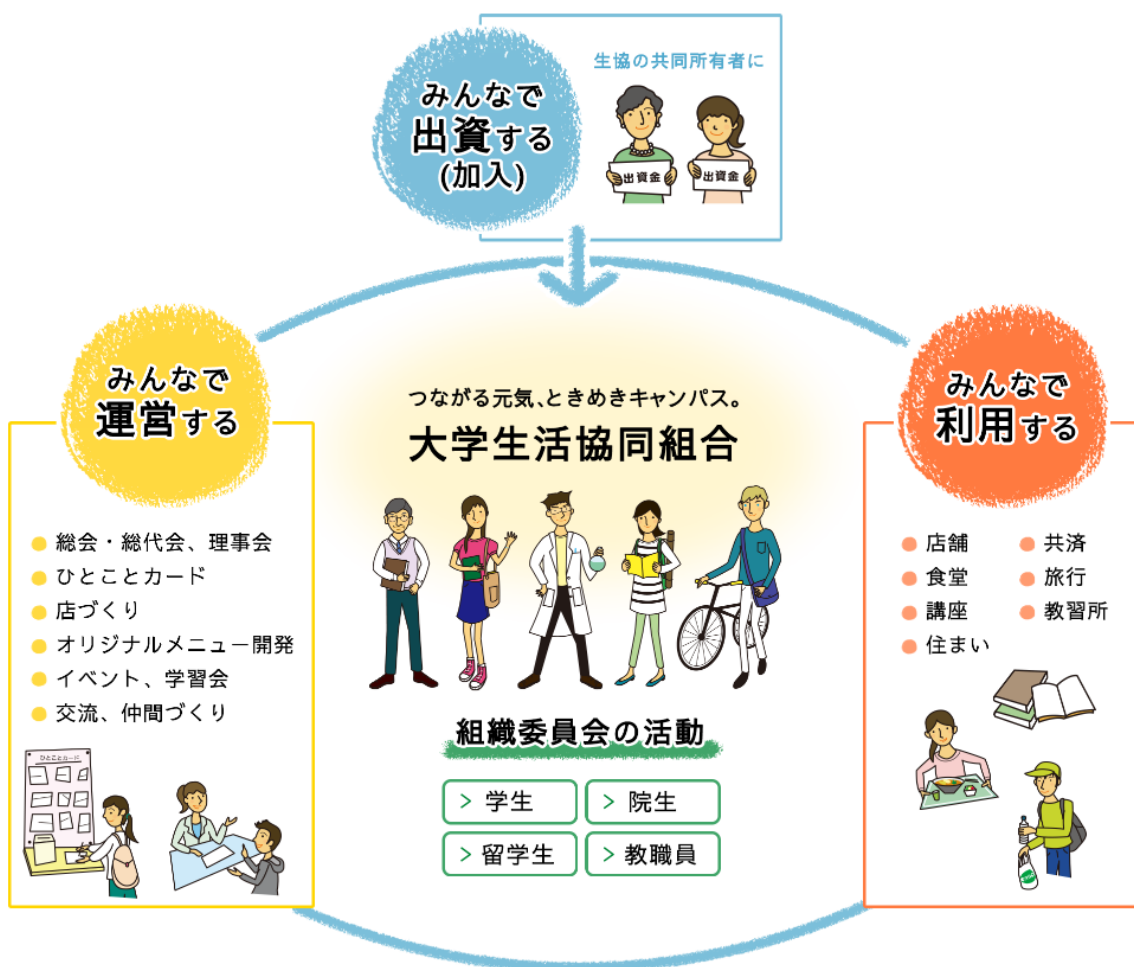 みんなで
出資する
(加入)
生協の共同所有者に
出資金
出資金
みんなで
運営する
総会・総代会、理事会
ひとことカード
店づくり
オリジナルメニュー開発
イベント、学習会
交流、仲間づくり
ひとことカード
つながる元気、ときめきキャンパス。
大学生活協同組合
組織委員会の活動
> 学生
> 院生
> 留学生
> 教職員
みんなで
利用する
店舗
共済
食堂
旅行
講座
教習所
住まい